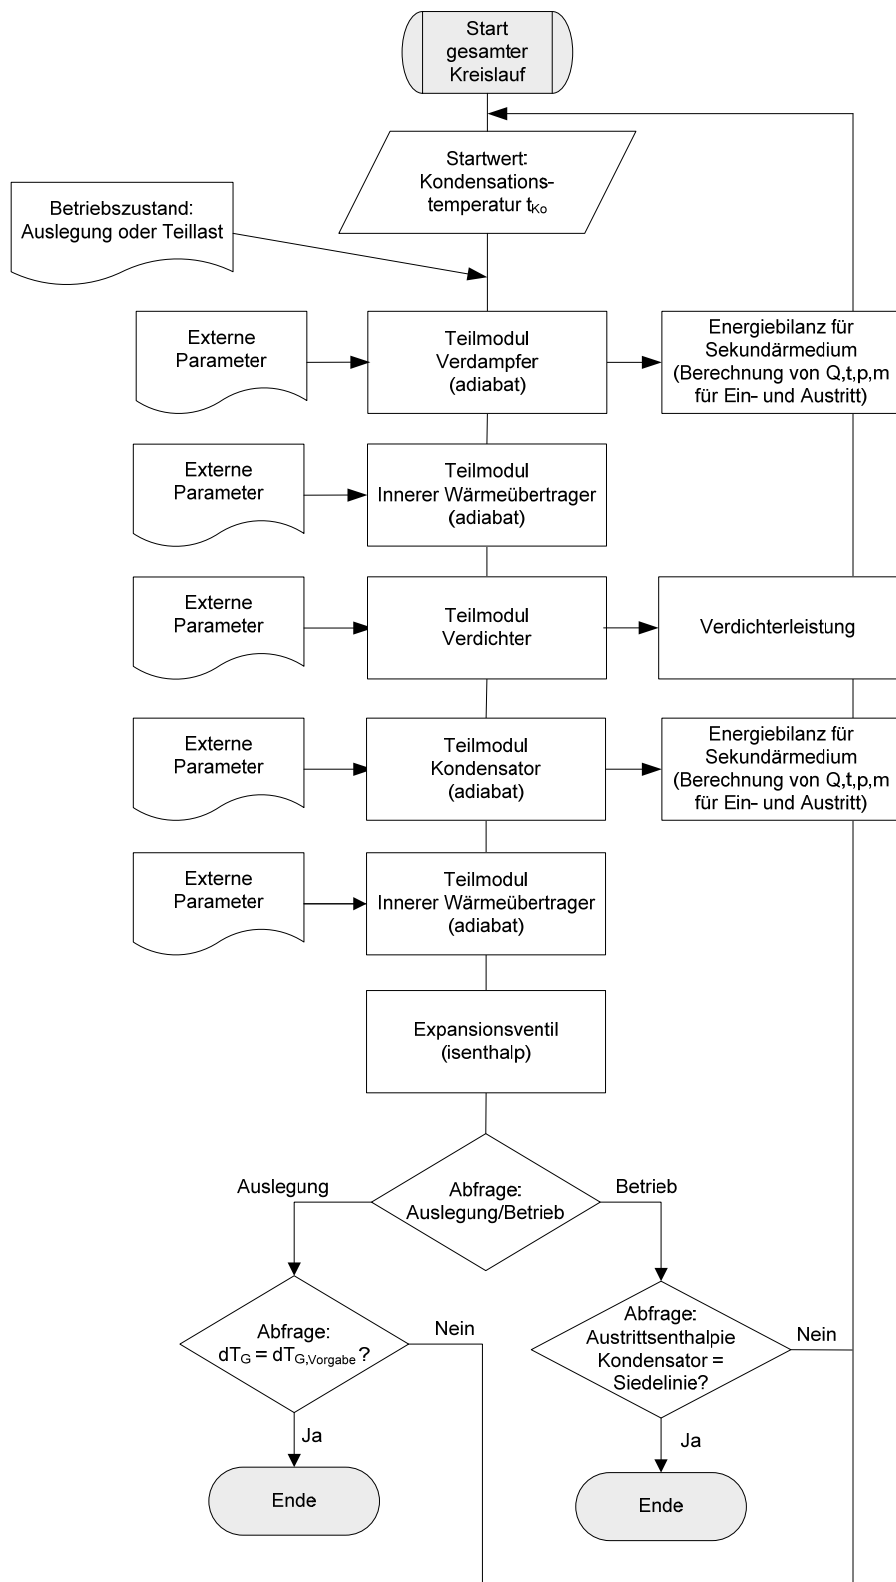 Start
gesamter
Kreislauf
Startwert:
Kondensations-
temperatur tKo
Betriebszustand:
Auslegung oder Teillast
Externe
Parameter
Teilmodul
Verdampfer
(adiabat)
Energiebilanz für
Sekundärmedium
(Berechnung von Q,t,p,m
für Ein- und Austritt)
Externe
Parameter
Teilmodul
Innerer Wärmeübertrager
(adiabat)
Externe
Parameter
Teilmodul
Verdichter
Verdichterleistung
Externe
Parameter
Teilmodul
Kondensator
(adiabat)
Energiebilanz für
Sekundärmedium
(Berechnung von Q,t,p,m
für Ein- und Austritt)
Externe
Parameter
Teilmodul
Innerer Wärmeübertrager
(adiabat)
Expansionsventil
(isenthalp)
Abfrage:
Auslegung/Betrieb
Auslegung
Betrieb
Abfrage:
dTG = dTG,Vorgabe ?
Nein
Ja
Ende
Abfrage:
Austrittsenthalpie
Kondensator =
Siedelinie?
Nein
Ja
Ende